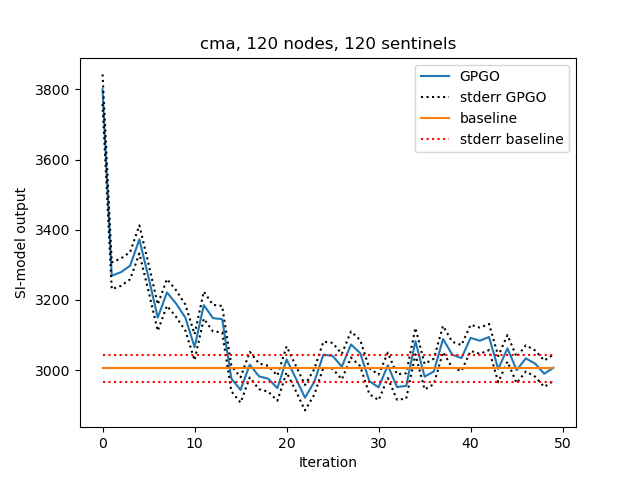 cma, 120 nodes, 120 sentinels
GPGO
stderr GPGO
baseline
stderr baseline
SI-model output
3800
3600
3400
3200
3000
0 10 20 30 40 50
Iteration